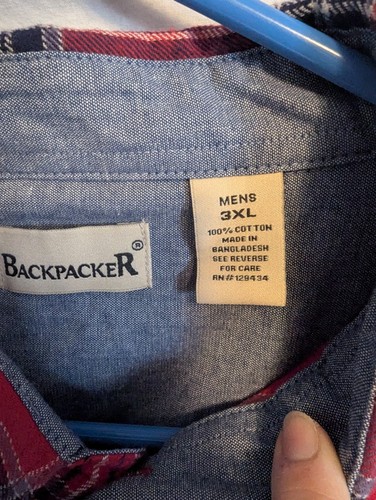 BACKPACKER®
MENS
3XL
100% COTTON
MADE IN
BANGLADESH
SEE REVERSE
FOR CARE
RN# 129434